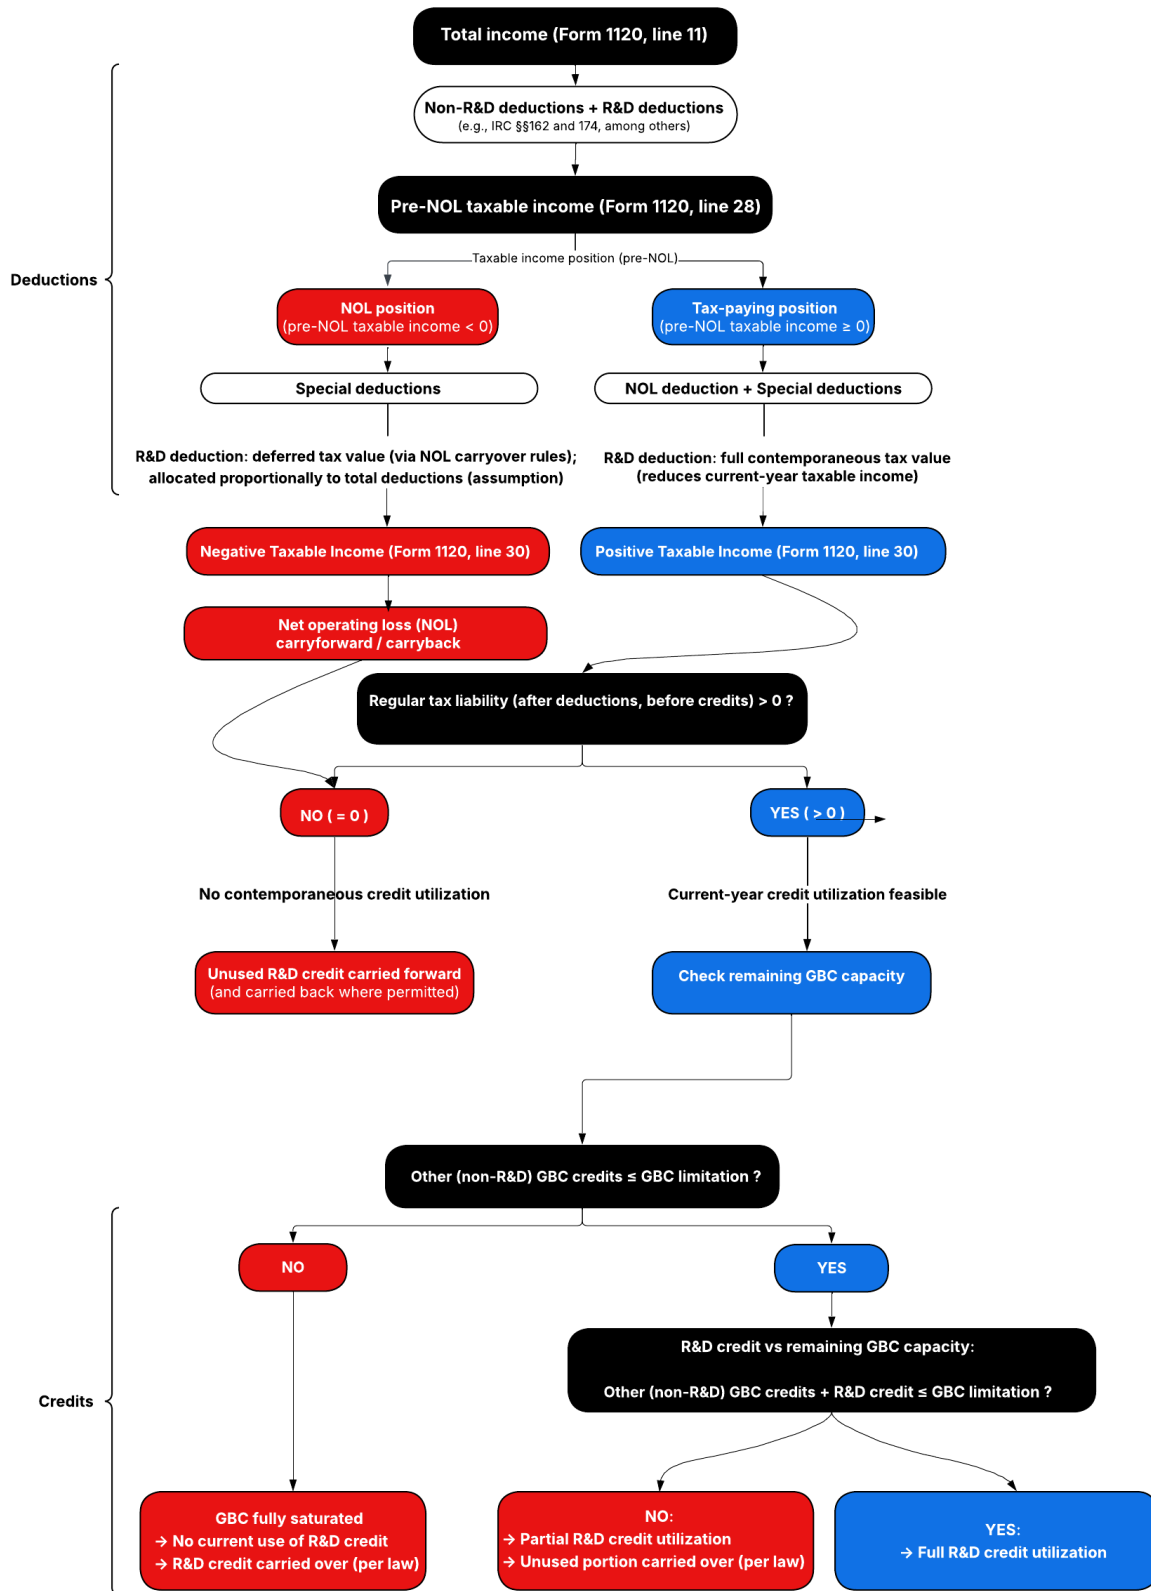 Total income (Form 1120, line 11)
Non-R&D deductions + R&D deductions
(e.g., IRC §§162 and 174, among others)
Pre-NOL taxable income (Form 1120, line 28)
Taxable income position (pre-NOL)
Deductions
NOL position
(pre-NOL taxable income < 0)
Tax-paying position
(pre-NOL taxable income ≥ 0)
Special deductions
NOL deduction + Special deductions
R&D deduction: deferred tax value (via NOL carryover rules);
allocated proportionally to total deductions (assumption)
R&D deduction: full contemporaneous tax value
(reduces current-year taxable income)
Negative Taxable Income (Form 1120, line 30)
Positive Taxable Income (Form 1120, line 30)
Net operating loss (NOL)
carryforward / carryback
Regular tax liability (after deductions, before credits) > 0 ?
NO ( = 0 )
YES ( > 0 )
No contemporaneous credit utilization
Current-year credit utilization feasible
Unused R&D credit carried forward
(and carried back where permitted)
Check remaining GBC capacity
Other (non-R&D) GBC credits ≤ GBC limitation ?
NO
YES
R&D credit vs remaining GBC capacity:
Other (non-R&D) GBC credits + R&D credit ≤ GBC limitation ?
Credits
GBC fully saturated
→ No current use of R&D credit
→ R&D credit carried over (per law)
NO:
→ Partial R&D credit utilization
→ Unused portion carried over (per law)
YES:
→ Full R&D credit utilization